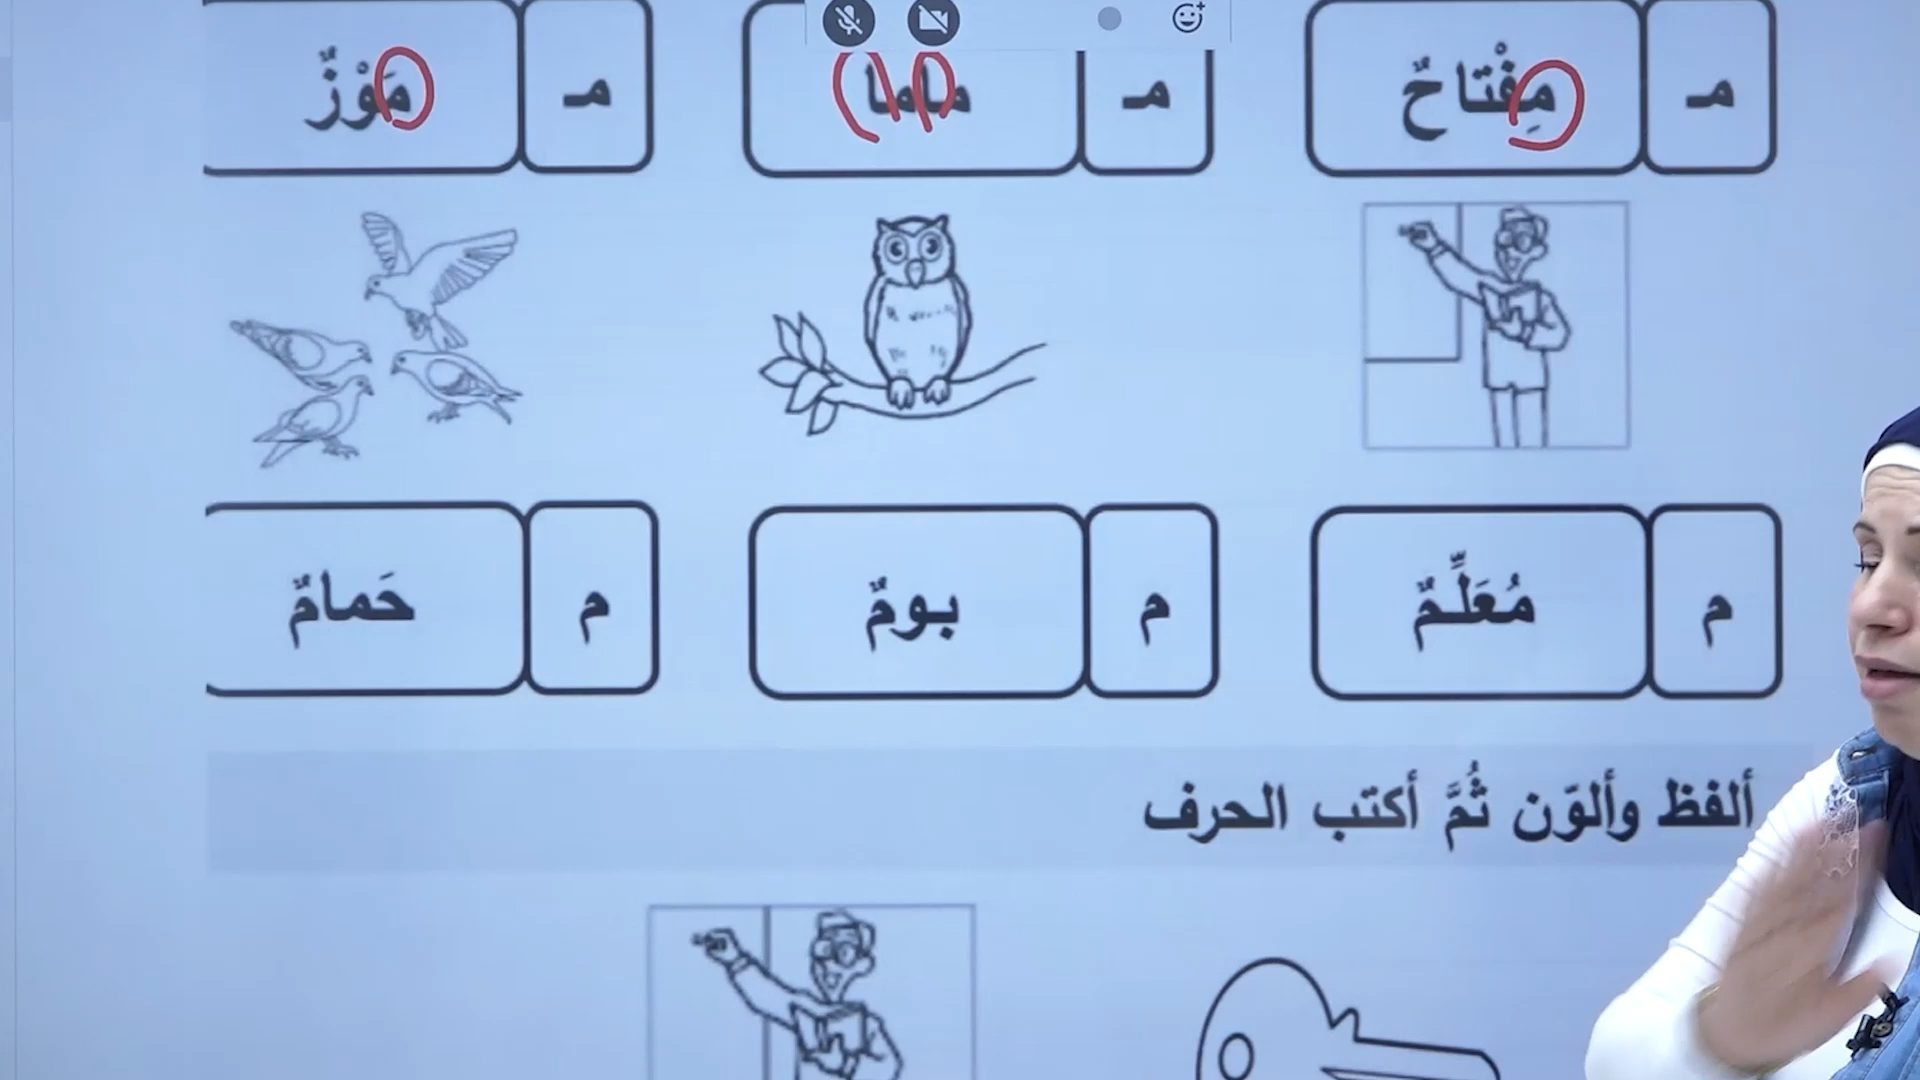 مـ مِفْتاحٌ
مـ ماما
مـ مَوْزٌ
م مُعَلِّمٌ
م بومٌ
م حَمامٌ
ألفظ وألوّن ثُمَّ أكتب الحرف